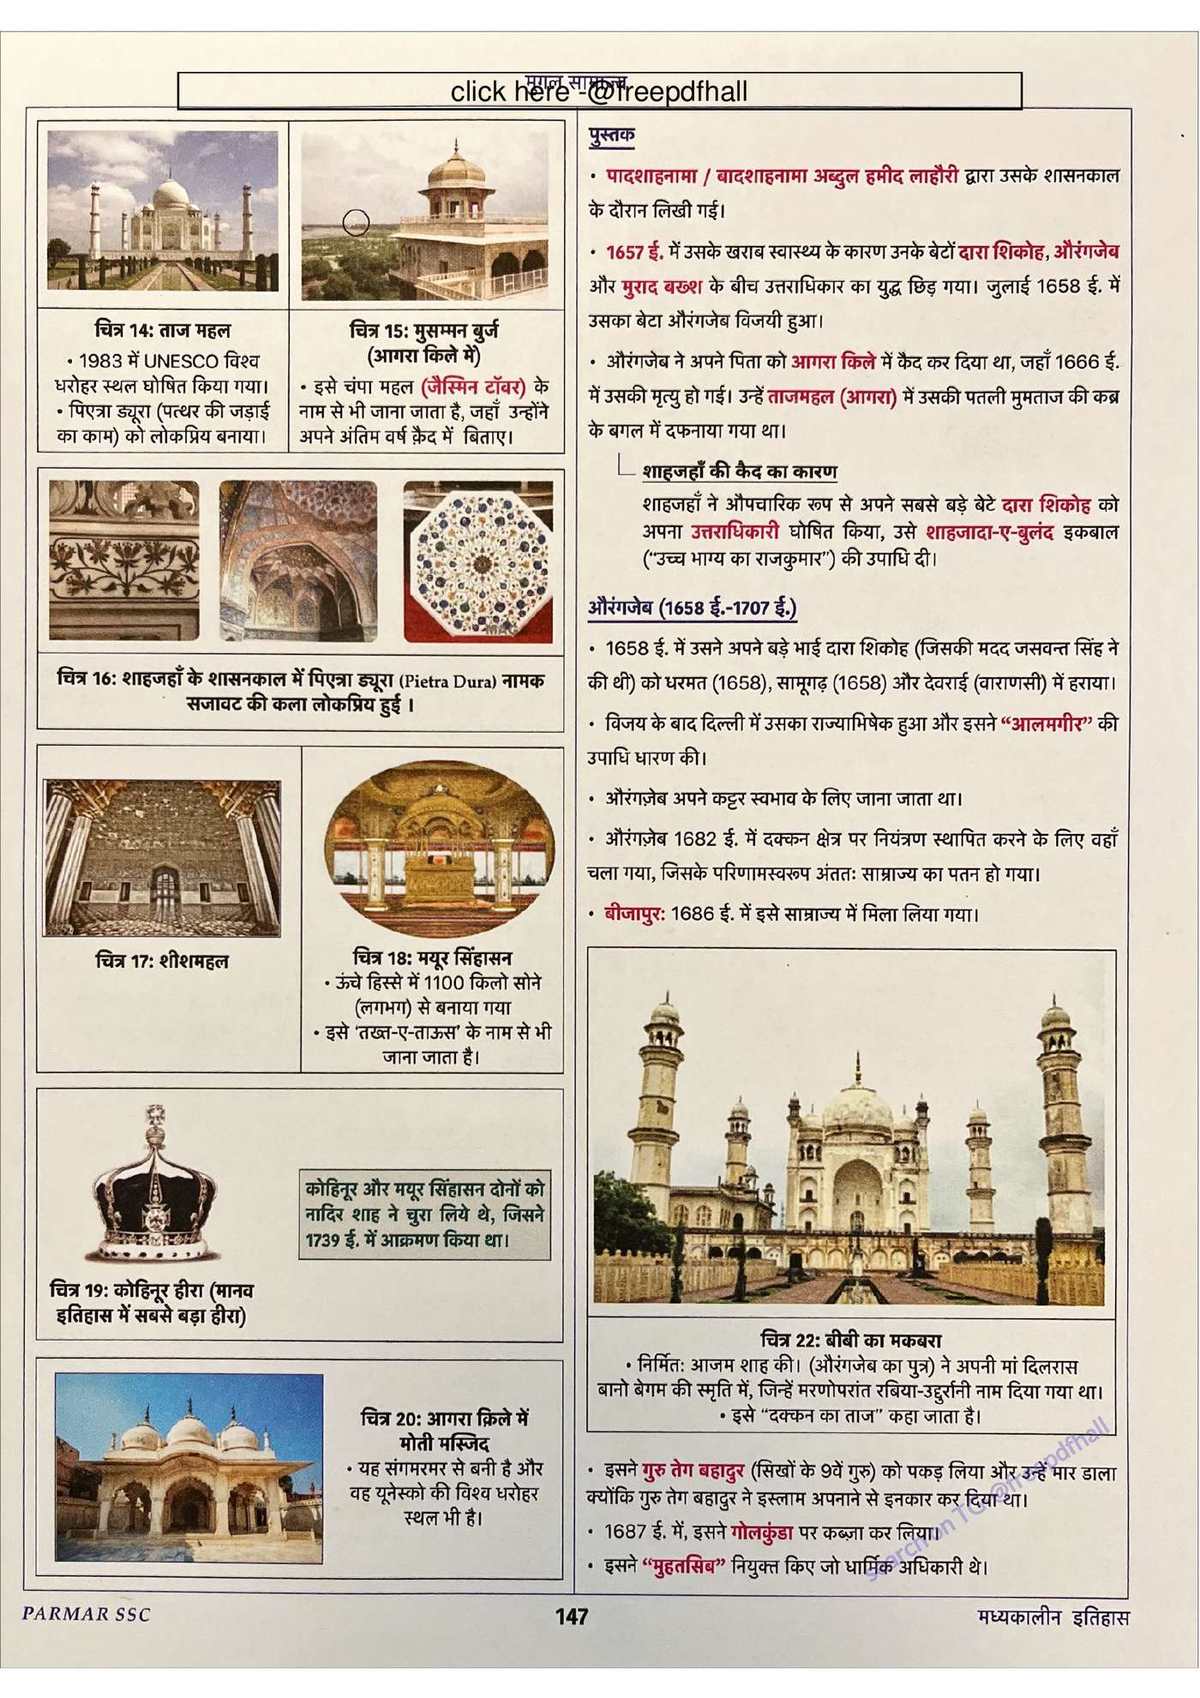 मुगल साम्राज्य
click here -@freepdfhall
चित्र 14: ताज महल
• 1983 में UNESCO विश्व
धरोहर स्थल घोषित किया गया।
• पिएत्रा ड्यूरा (पत्थर की जड़ाई
का काम) को लोकप्रिय बनाया।
चित्र 15: मुसम्मन बुर्ज
(आगरा किले में)
• इसे चंपा महल (जैस्मिन टॉबर) के
नाम से भी जाना जाता है, जहाँ उन्होंने
अपने अंतिम वर्ष क़ैद में बिताए।
चित्र 16: शाहजहाँ के शासनकाल में पिएत्रा ड्यूरा (Pietra Dura) नामक
सजावट की कला लोकप्रिय हुई ।
चित्र 17: शीशमहल
चित्र 18: मयूर सिंहासन
• ऊंचे हिस्से में 1100 किलो सोने
(लगभग) से बनाया गया
• इसे ‘तख्त-ए-ताऊस’ के नाम से भी
जाना जाता है।
चित्र 19: कोहिनूर हीरा (मानव
इतिहास में सबसे बड़ा हीरा)
कोहिनूर और मयूर सिंहासन दोनों को
नादिर शाह ने चुरा लिये थे, जिसने
1739 ई. में आक्रमण किया था।
चित्र 20: आगरा क़िले में
मोती मस्जिद
• यह संगमरमर से बनी है और
वह यूनेस्को की विश्व धरोहर
स्थल भी है।
पुस्तक
• पादशाहनामा / बादशाहनामा अब्दुल हमीद लाहौरी द्वारा उसके शासनकाल
के दौरान लिखी गई।
• 1657 ई. में उसके खराब स्वास्थ्य के कारण उनके बेटों दारा शिकोह, औरंगजेब
और मुराद बख्श के बीच उत्तराधिकार का युद्ध छिड़ गया। जुलाई 1658 ई. में
उसका बेटा औरंगजेब विजयी हुआ।
• औरंगजेब ने अपने पिता को आगरा किले में कैद कर दिया था, जहाँ 1666 ई.
में उसकी मृत्यु हो गई। उन्हें ताजमहल (आगरा) में उसकी पतली मुमताज की कब्र
के बगल में दफनाया गया था।
शाहजहाँ की कैद का कारण
शाहजहाँ ने औपचारिक रूप से अपने सबसे बड़े बेटे दारा शिकोह को
अपना उत्तराधिकारी घोषित किया, उसे शाहजादा-ए-बुलंद इकबाल
(“उच्च भाग्य का राजकुमार”) की उपाधि दी।
औरंगजेब (1658 ई.-1707 ई.)
• 1658 ई. में उसने अपने बड़े भाई दारा शिकोह (जिसकी मदद जसवन्त सिंह ने
की थी) को धरमत (1658), सामूगढ़ (1658) और देवराई (वाराणसी) में हराया।
• विजय के बाद दिल्ली में उसका राज्याभिषेक हुआ और इसने “आलमगीर” की
उपाधि धारण की।
• औरंगज़ेब अपने कट्टर स्वभाव के लिए जाना जाता था।
• औरंगज़ेब 1682 ई. में दक्कन क्षेत्र पर नियंत्रण स्थापित करने के लिए वहाँ
चला गया, जिसके परिणामस्वरूप अंततः साम्राज्य का पतन हो गया।
• बीजापुर: 1686 ई. में इसे साम्राज्य में मिला लिया गया।
चित्र 22: बीबी का मकबरा
• निर्मित: आजम शाह की। (औरंगजेब का पुत्र) ने अपनी मां दिलरास
बानो बेगम की स्मृति में, जिन्हें मरणोपरांत रबिया-उद्दुर्रानी नाम दिया गया था।
• इसे “दक्कन का ताज” कहा जाता है।
• इसने गुरु तेग बहादुर (सिखों के 9वें गुरु) को पकड़ लिया और उन्हें मार डाला
क्योंकि गुरु तेग बहादुर ने इस्लाम अपनाने से इनकार कर दिया था।
• 1687 ई. में, इसने गोलकुंडा पर कब्ज़ा कर लिया।
• इसने “मुहतसिब” नियुक्त किए जो धार्मिक अधिकारी थे।
search on TG: @freepdfhall
PARMAR SSC
147
मध्यकालीन इतिहास